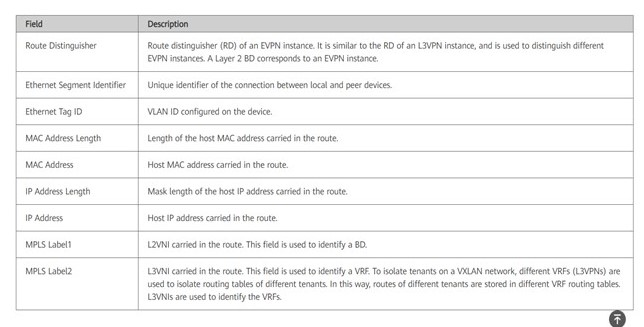 Field Description
Route Distinguisher Route distinguisher (RD) of an EVPN instance. It is similar to the RD of an L3VPN instance, and is used to distinguish different
EVPN instances. A Layer 2 BD corresponds to an EVPN instance.
Ethernet Segment Identifier Unique identifier of the connection between local and peer devices.
Ethernet Tag ID VLAN ID configured on the device.
MAC Address Length Length of the host MAC address carried in the route.
MAC Address Host MAC address carried in the route.
IP Address Length Mask length of the host IP address carried in the route.
IP Address Host IP address carried in the route.
MPLS Label1 L2VNI carried in the route. This field is used to identify a BD.
MPLS Label2 L3VNI carried in the route. This field is used to identify a VRF. To isolate tenants on a VXLAN network, different VRFs (L3VPNs) are
used to isolate routing tables of different tenants. In this way, routes of different tenants are stored in different VRF routing tables.
L3VNIs are used to identify the VRFs.